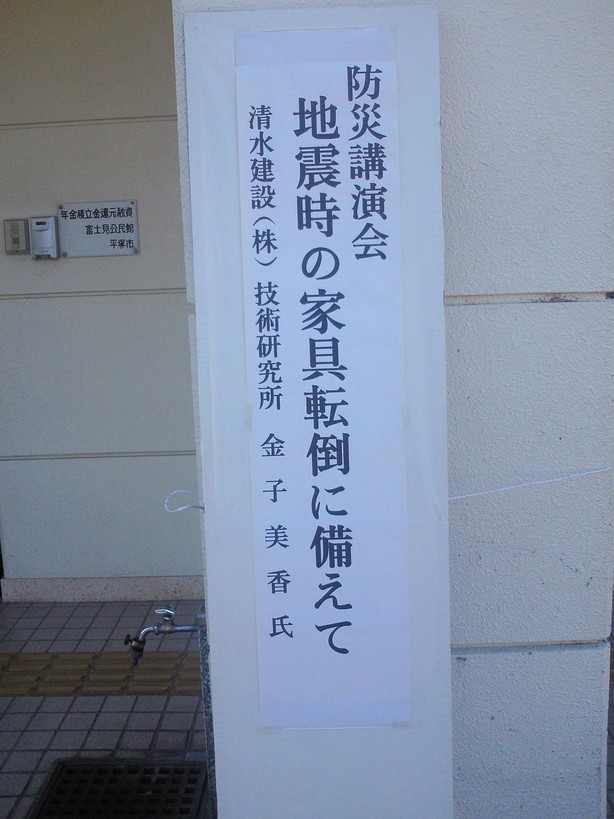 防災講演会
地震時の家具転倒に備えて
清水建設(株) 技術研究所 金子美香氏
年金積立金還元融資
富士見公民館
平塚市